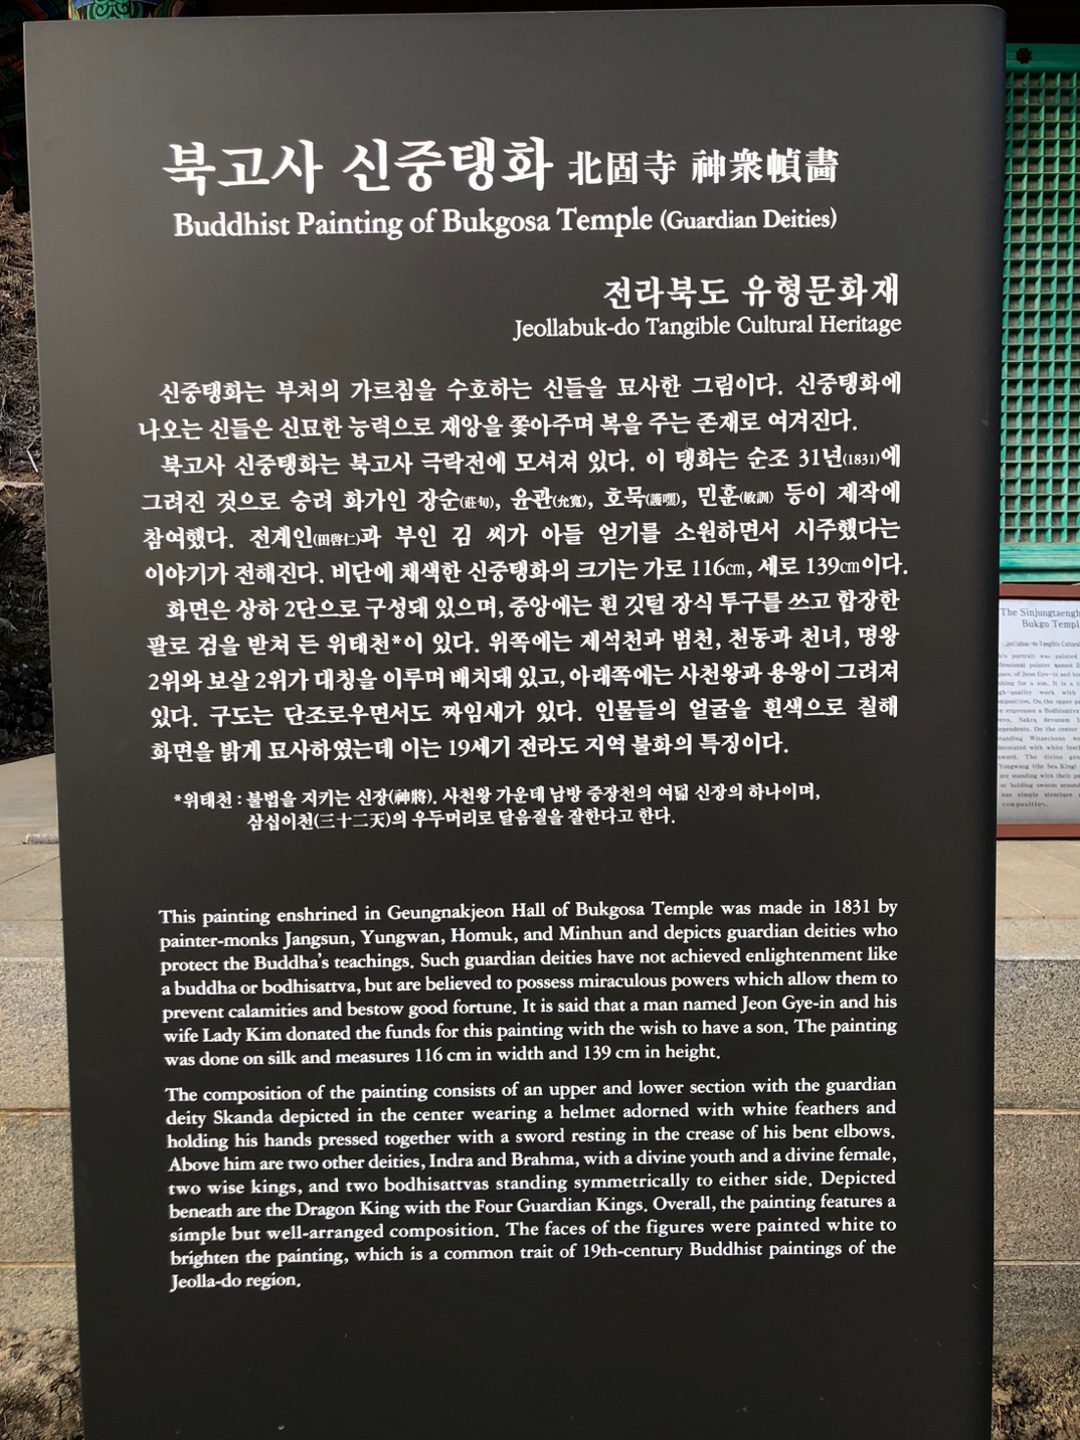 북고사 신중탱화 北固寺 神衆幀畵
Buddhist Painting of Bukgosa Temple (Guardian Deities)
전라북도 유형문화재
Jeollabuk-do Tangible Cultural Heritage
신중탱화는 부처의 가르침을 수호하는 신들을 묘사한 그림이다. 신중탱화에
나오는 신들은 신묘한 능력으로 재앙을 쫓아주며 복을 주는 존재로 여겨진다.
북고사 신중탱화는 북고사 극락전에 모셔져 있다. 이 탱화는 순조 31년(1831)에
그려진 것으로 승려 화가인 장순(莊旬), 윤관(允寬), 호묵(護嘿), 민훈(敏訓) 등이 제작에
참여했다. 전계인(田啓仁)과 부인 김 씨가 아들 얻기를 소원하면서 시주했다는
이야기가 전해진다. 비단에 채색한 신중탱화의 크기는 가로 116㎝, 세로 139㎝이다.
화면은 상하 2단으로 구성돼 있으며, 중앙에는 흰 깃털 장식 투구를 쓰고 합장한
팔로 검을 받쳐 든 위태천*이 있다. 위쪽에는 제석천과 범천, 천동과 천녀, 명왕
2위와 보살 2위가 대칭을 이루며 배치돼 있고, 아래쪽에는 사천왕과 용왕이 그려져
있다. 구도는 단조로우면서도 짜임새가 있다. 인물들의 얼굴을 흰색으로 칠해
화면을 밝게 묘사하였는데 이는 19세기 전라도 지역 불화의 특징이다.
*위태천 : 불법을 지키는 신장(神將). 사천왕 가운데 남방 증장천의 여덟 신장의 하나이며,
삼십이천(三十二天)의 우두머리로 달음질을 잘한다고 한다.
This painting enshrined in Geungnakjeon Hall of Bukgosa Temple was made in 1831 by
painter-monks Jangsun, Yungwan, Homuk, and Minhun and depicts guardian deities who
protect the Buddha's teachings. Such guardian deities have not achieved enlightenment like
a buddha or bodhisattva, but are believed to possess miraculous powers which allow them to
prevent calamities and bestow good fortune. It is said that a man named Jeon Gye-in and his
wife Lady Kim donated the funds for this painting with the wish to have a son. The painting
was done on silk and measures 116 cm in width and 139 cm in height.
The composition of the painting consists of an upper and lower section with the guardian
deity Skanda depicted in the center wearing a helmet adorned with white feathers and
holding his hands pressed together with a sword resting in the crease of his bent elbows.
Above him are two other deities, Indra and Brahma, with a divine youth and a divine female,
two wise kings, and two bodhisattvas standing symmetrically to either side. Depicted
beneath are the Dragon King with the Four Guardian Kings. Overall, the painting features a
simple but well-arranged composition. The faces of the figures were painted white to
brighten the painting, which is a common trait of 19th-century Buddhist paintings of the
Jeolla-do region.
The Sinjungtaengh
Bukgo Templ